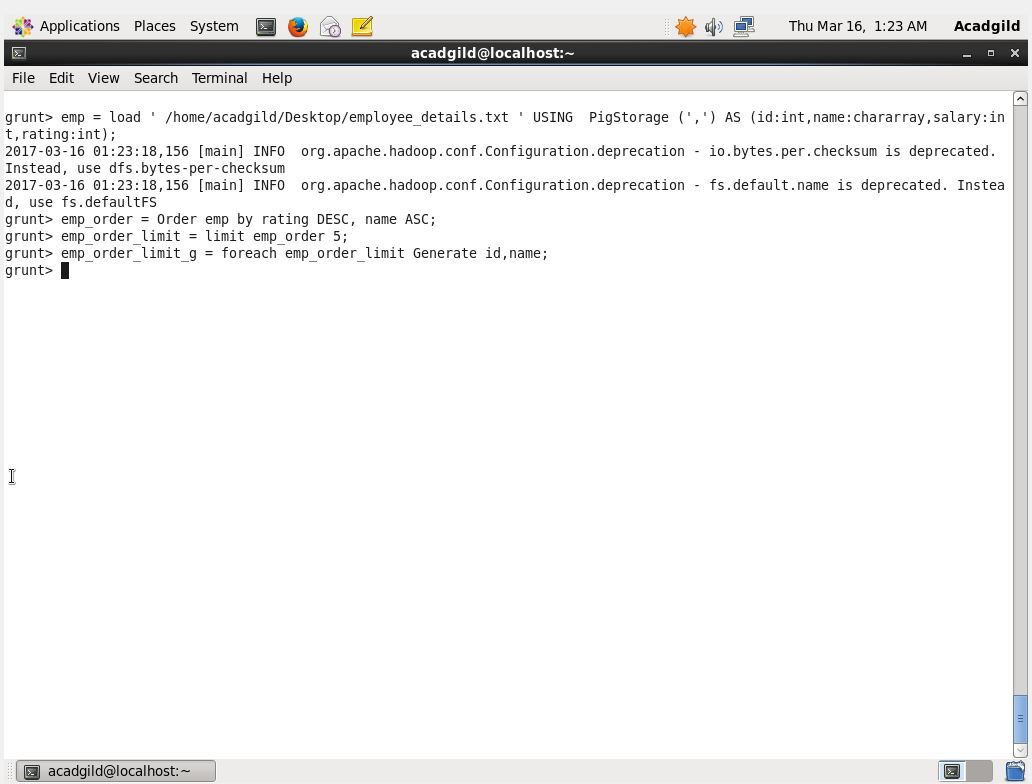 Applications Places System Thu Mar 16, 1:23 AM Acadgild
acadgild@localhost:~
File Edit View Search Terminal Help
grunt> emp = load ' /home/acadgild/Desktop/employee_details.txt ' USING  PigStorage (',') AS (id:int,name:chararray,salary:in
t,rating:int);
2017-03-16 01:23:18,156 [main] INFO  org.apache.hadoop.conf.Configuration.deprecation - io.bytes.per.checksum is deprecated.
Instead, use dfs.bytes-per-checksum
2017-03-16 01:23:18,156 [main] INFO  org.apache.hadoop.conf.Configuration.deprecation - fs.default.name is deprecated. Instea
d, use fs.defaultFS
grunt> emp_order = Order emp by rating DESC, name ASC;
grunt> emp_order_limit = limit emp_order 5;
grunt> emp_order_limit_g = foreach emp_order_limit Generate id,name;
grunt>
acadgild@localhost:~